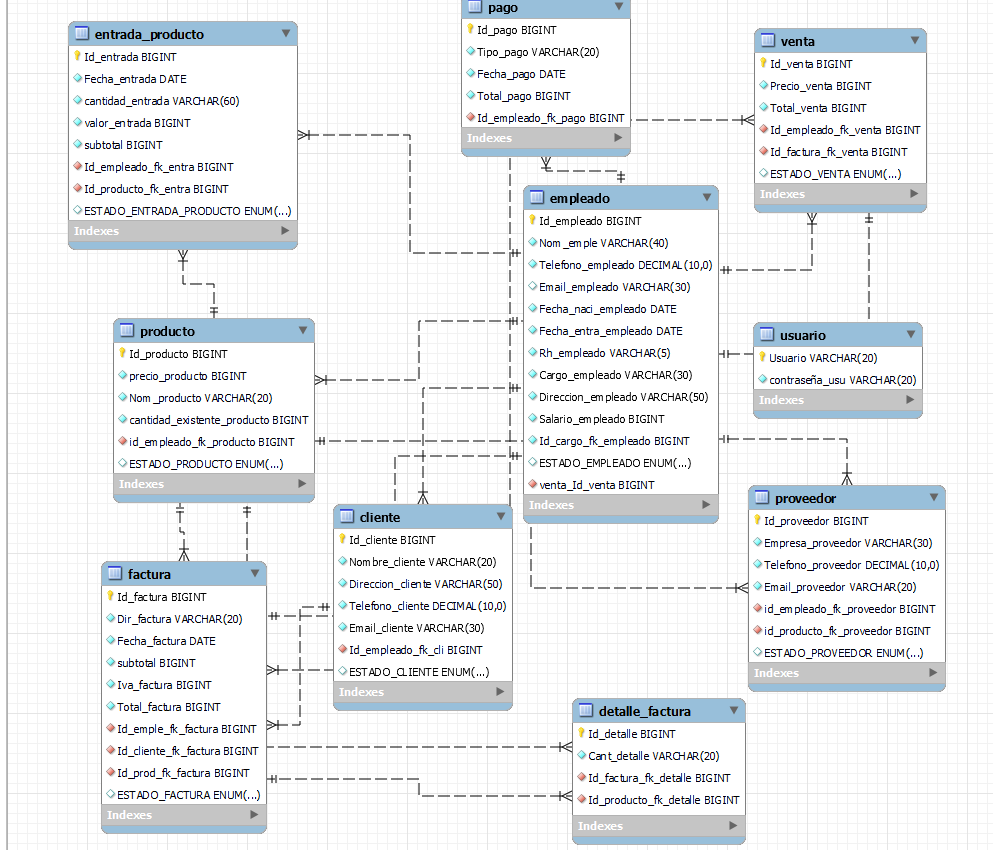 pago
Id_pago BIGINT
Tipo_pago VARCHAR(20)
Fecha_pago DATE
Total_pago BIGINT
Id_empleado_fk_pago BIGINT
Indexes
entrada_producto
Id_entrada BIGINT
Fecha_entrada DATE
cantidad_entrada VARCHAR(60)
valor_entrada BIGINT
subtotal BIGINT
Id_empleado_fk_entra BIGINT
Id_producto_fk_entra BIGINT
ESTADO_ENTRADA_PRODUCTO ENUM(...)
Indexes
venta
Id_venta BIGINT
Precio_venta BIGINT
Total_venta BIGINT
Id_empleado_fk_venta BIGINT
Id_factura_fk_venta BIGINT
ESTADO_VENTA ENUM(...)
Indexes
empleado
Id_empleado BIGINT
Nom_emple VARCHAR(40)
Telefono_empleado DECIMAL(10,0)
Email_empleado VARCHAR(30)
Fecha_naci_empleado DATE
Fecha_entra_empleado DATE
Rh_empleado VARCHAR(5)
Cargo_empleado VARCHAR(30)
Direccion_empleado VARCHAR(50)
Salario_empleado BIGINT
Id_cargo_fk_empleado BIGINT
ESTADO_EMPLEADO ENUM(...)
venta_Id_venta BIGINT
Indexes
producto
Id_producto BIGINT
precio_producto BIGINT
Nom_producto VARCHAR(20)
cantidad_existente_producto BIGINT
id_empleado_fk_producto BIGINT
ESTADO_PRODUCTO ENUM(...)
Indexes
usuario
Usuario VARCHAR(20)
contraseña_usu VARCHAR(20)
Indexes
proveedor
Id_proveedor BIGINT
Empresa_proveedor VARCHAR(30)
Telefono_proveedor DECIMAL(10,0)
Email_proveedor VARCHAR(20)
id_empleado_fk_proveedor BIGINT
id_producto_fk_proveedor BIGINT
ESTADO_PROVEEDOR ENUM(...)
Indexes
cliente
Id_cliente BIGINT
Nombre_cliente VARCHAR(20)
Direccion_cliente VARCHAR(50)
Telefono_cliente DECIMAL(10,0)
Email_cliente VARCHAR(30)
Id_empleado_fk_cli BIGINT
ESTADO_CLIENTE ENUM(...)
Indexes
factura
Id_factura BIGINT
Dir_factura VARCHAR(20)
Fecha_factura DATE
subtotal BIGINT
Iva_factura BIGINT
Total_factura BIGINT
Id_emple_fk_factura BIGINT
Id_cliente_fk_factura BIGINT
Id_prod_fk_factura BIGINT
ESTADO_FACTURA ENUM(...)
Indexes
detalle_factura
Id_detalle BIGINT
Cant_detalle VARCHAR(20)
Id_factura_fk_detalle BIGINT
Id_producto_fk_detalle BIGINT
Indexes